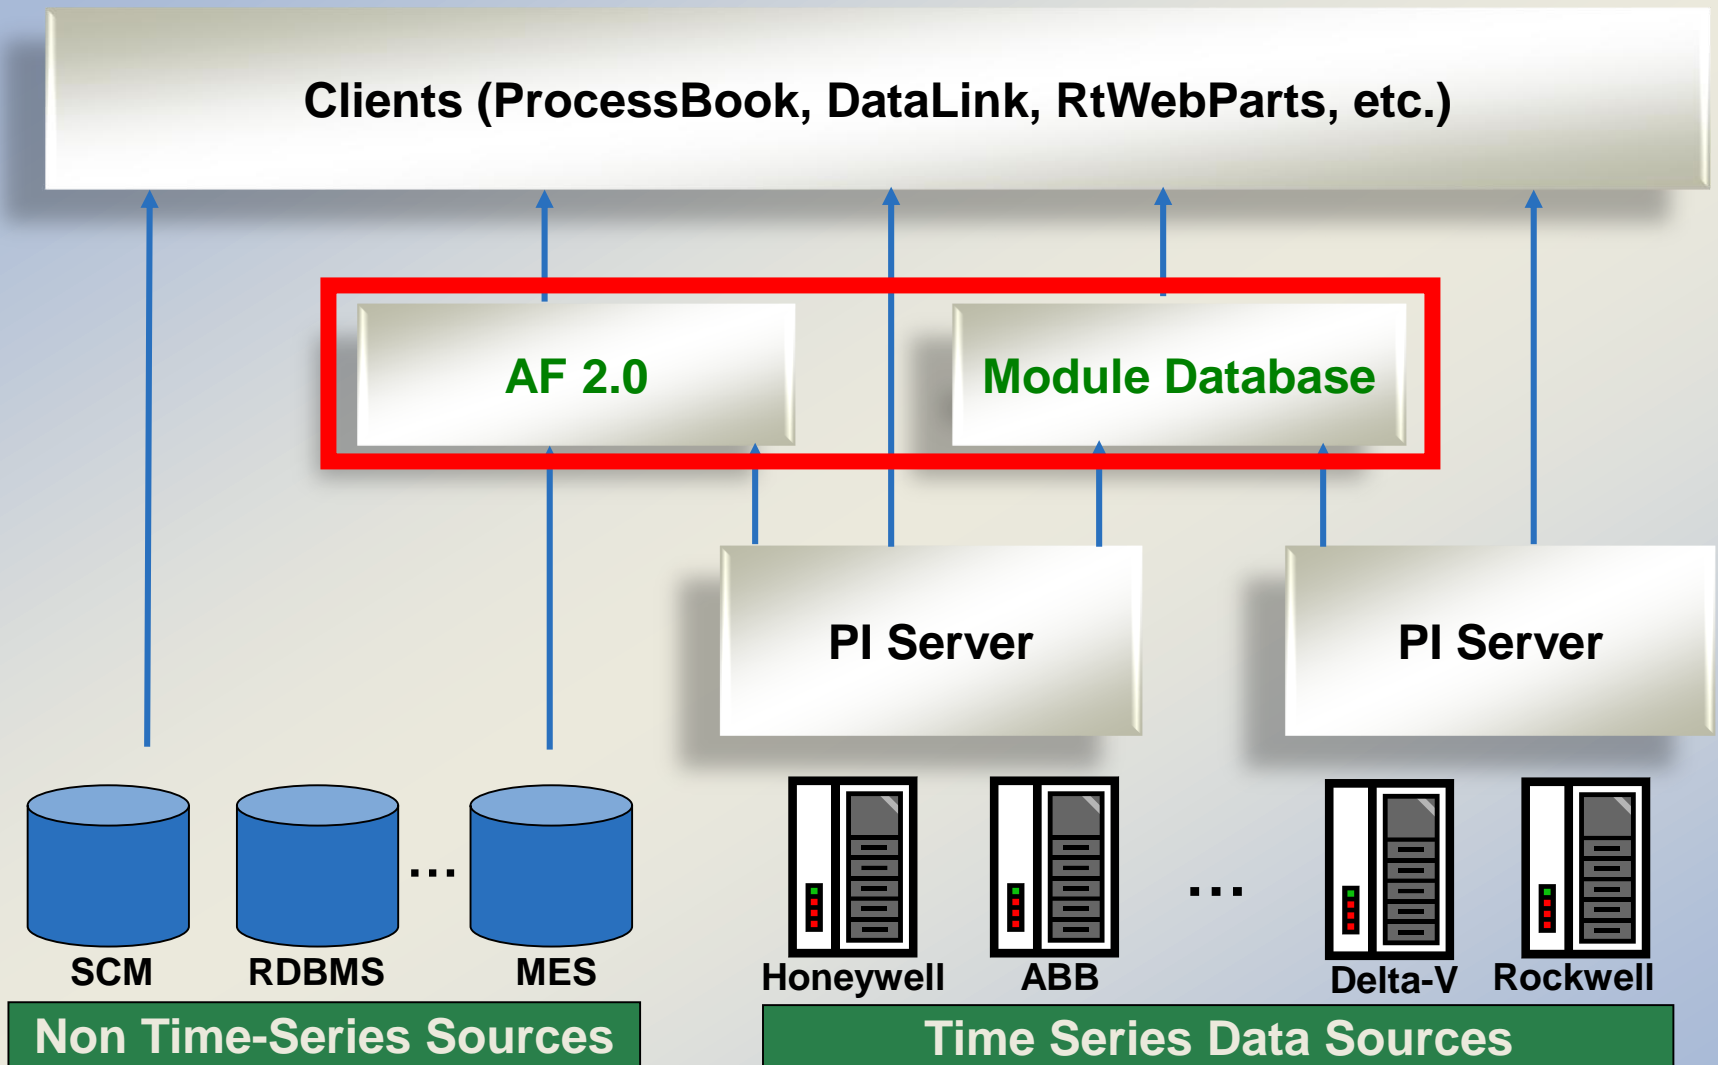 Clients (ProcessBook, DataLink, RtWebParts, etc.)
AF 2.0
Module Database
PI Server
PI Server
...
...
SCM
RDBMS
MES
Honeywell
ABB
Delta-V
Rockwell
Non Time-Series Sources
Time Series Data Sources